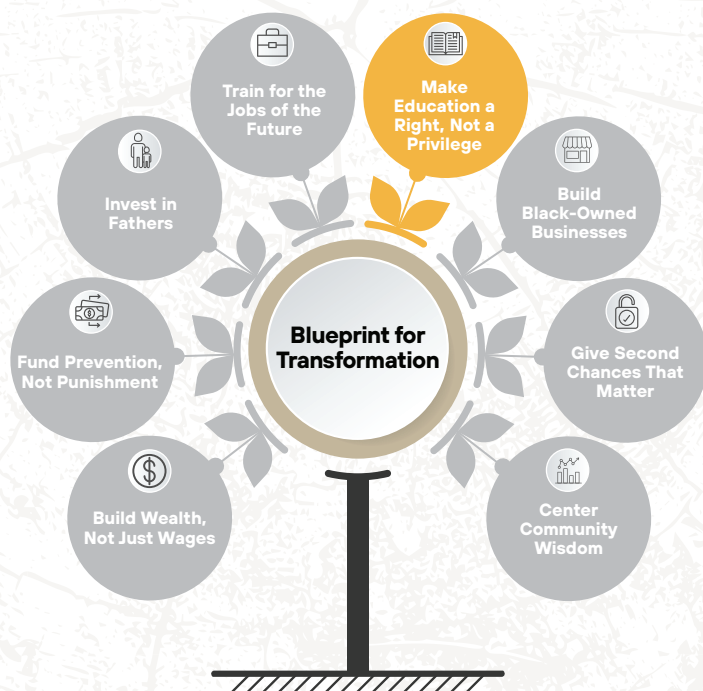 Train for the
Jobs of the
Future
Make
Education a
Right, Not a
Privilege
Invest in
Fathers
Build
Black-Owned
Businesses
Blueprint for
Transformation
Fund Prevention,
Not Punishment
Give Second
Chances That
Matter
Build Wealth,
Not Just Wages
Center
Community
Wisdom